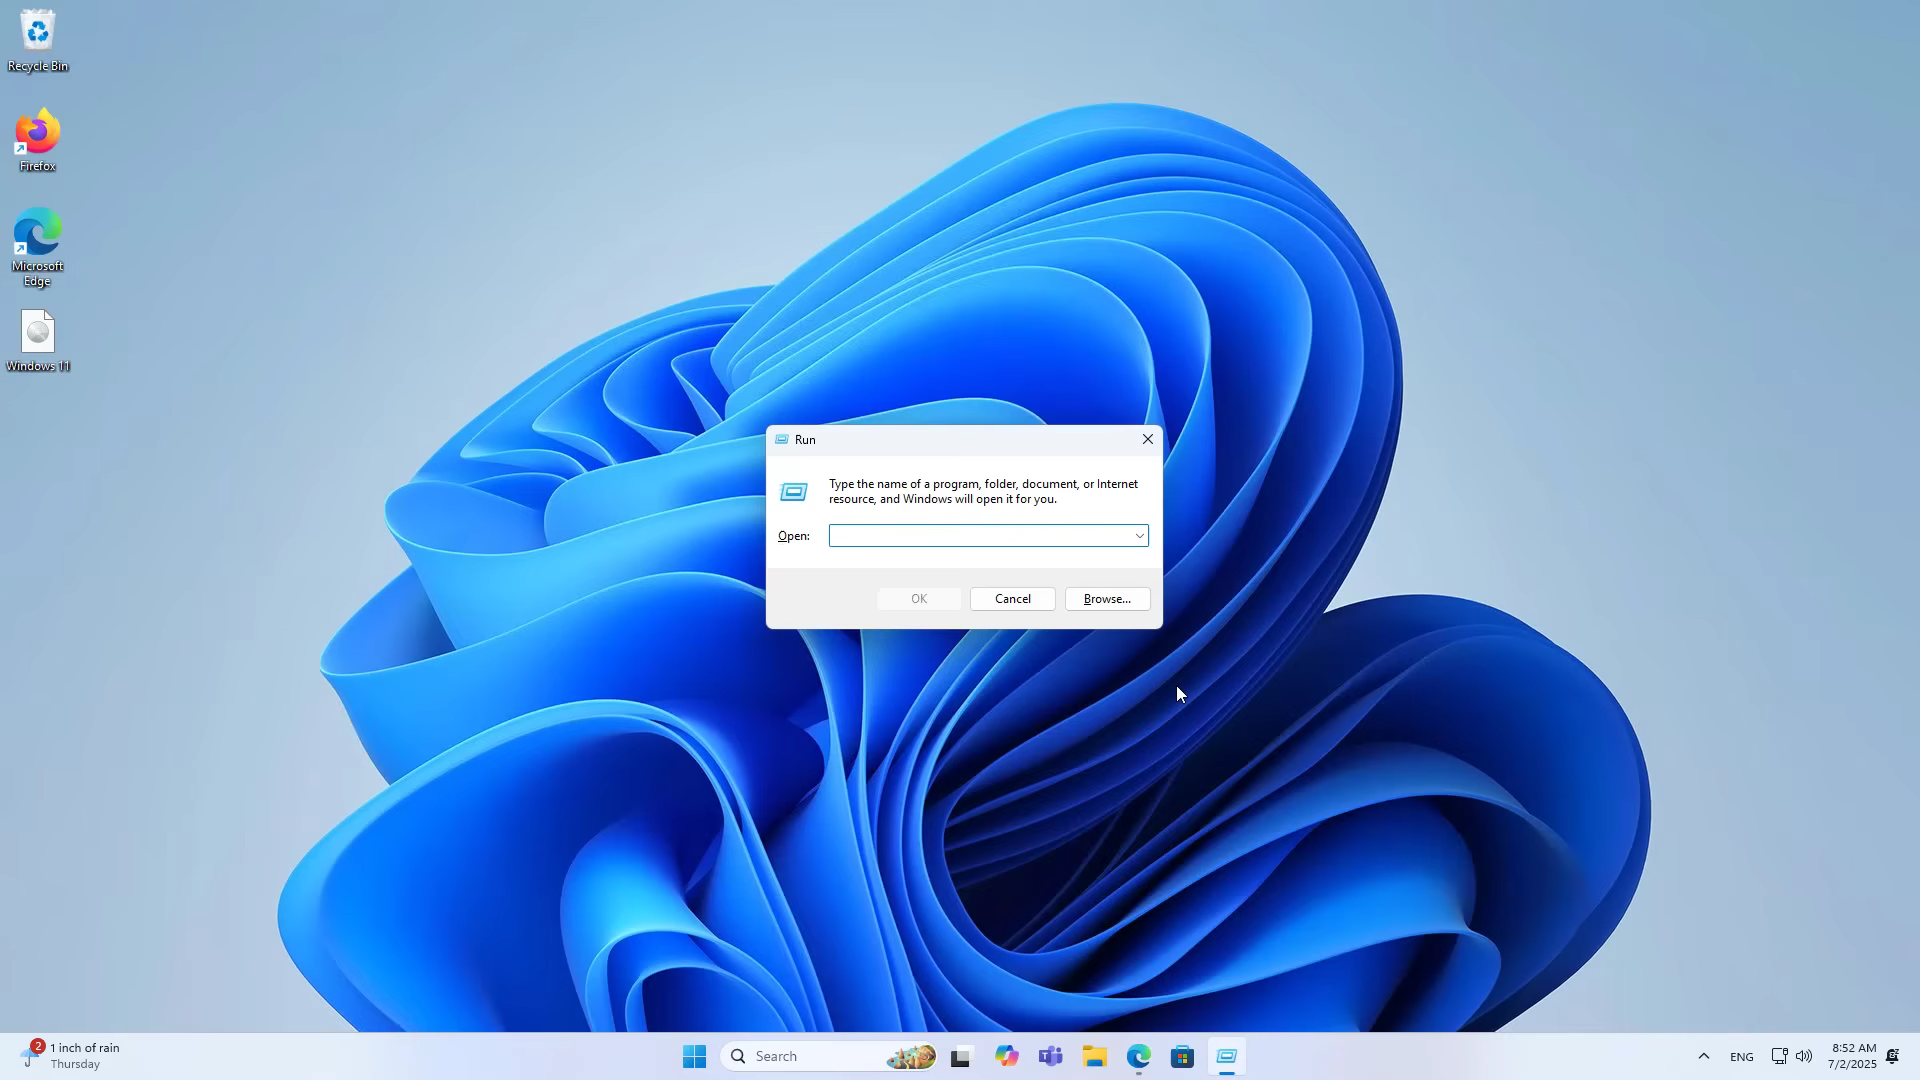 Recycle Bin
Firefox
Microsoft
Edge
Windows 11
Run
Type the name of a program, folder, document, or Internet
resource, and Windows will open it for you.
Open:
OK
Cancel
Browse...
2
1 inch of rain
Thursday
Search
ENG
8:52 AM
7/2/2025